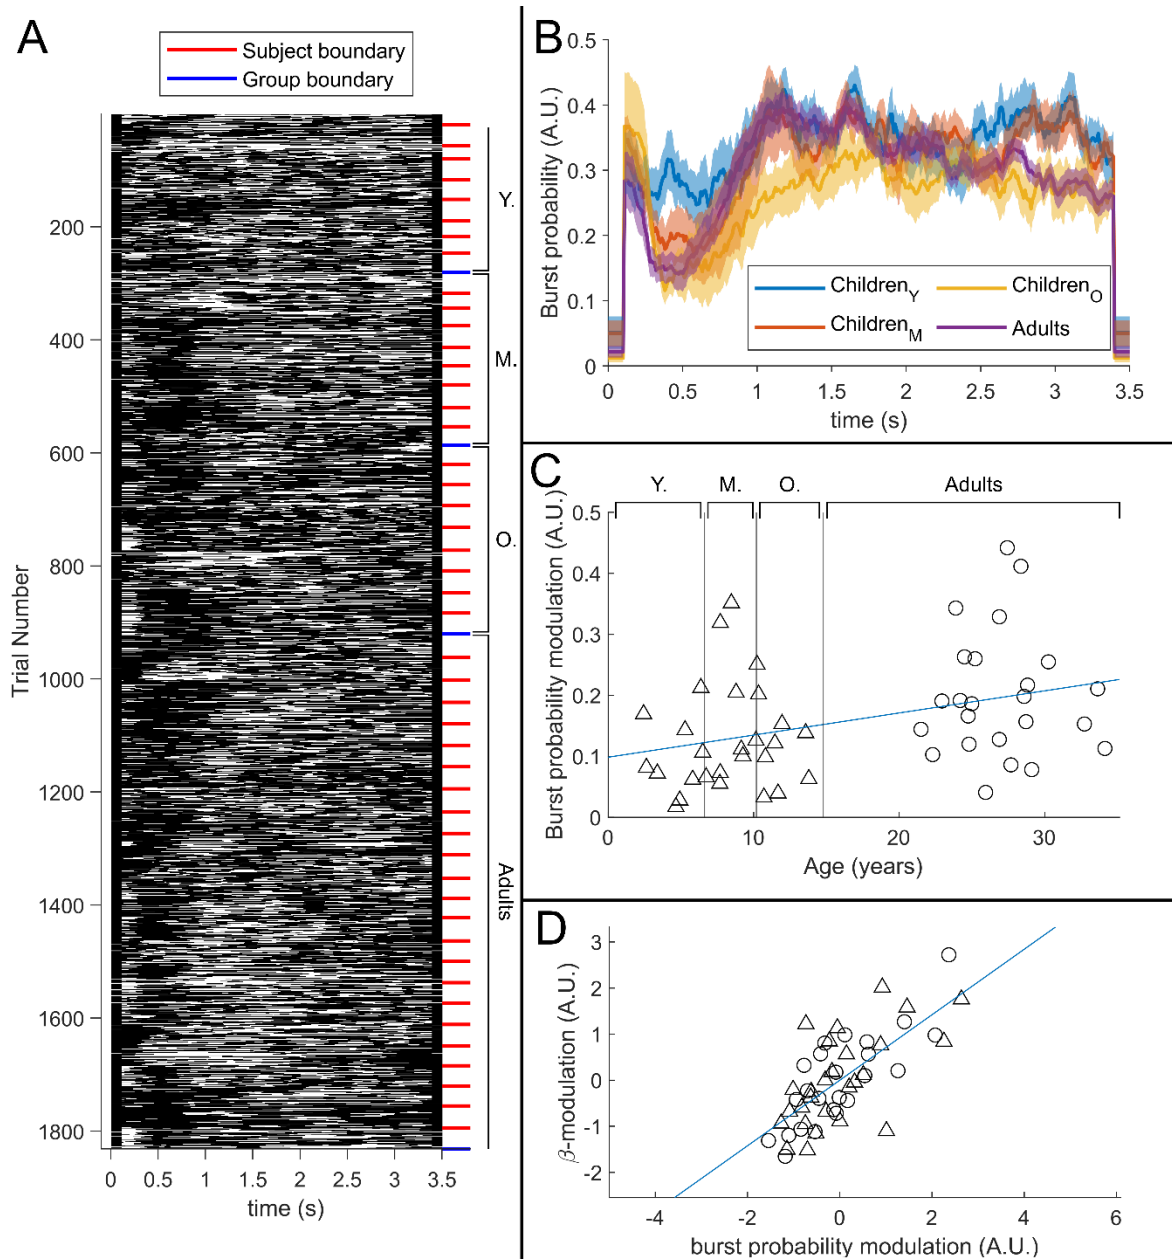 A
Subject boundary
Group boundary
Trial Number
200
400
600
800
1000
1200
1400
1600
1800
0
0.5
1
1.5
2
2.5
3
3.5
time (s)
Y.
M.
O.
Adults
B
Burst probability (A.U.)
0.5
0.4
0.3
0.2
0.1
0
Children_Y
Children_O
Children_M
Adults
0
0.5
1
1.5
2
2.5
3
3.5
time (s)
C
Y.
M.
O.
Adults
Burst probability modulation (A.U.)
0.5
0.4
0.3
0.2
0.1
0
0
10
20
30
Age (years)
D
β-modulation (A.U.)
3
2
1
0
-1
-2
-4
-2
0
2
4
6
burst probability modulation (A.U.)